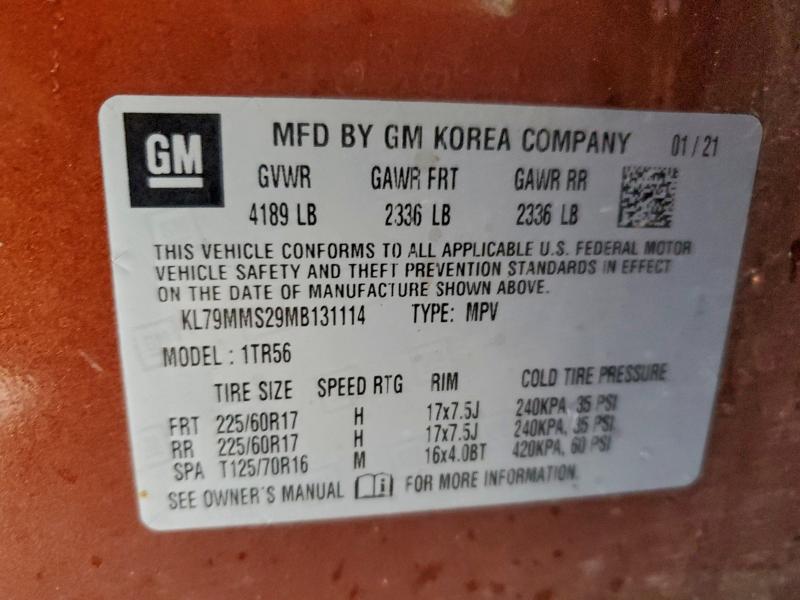 GM MFD BY GM KOREA COMPANY 01/21
GVWR GAWR FRT GAWR RR
4189 LB 2336 LB 2336 LB
THIS VEHICLE CONFORMS TO ALL APPLICABLE U.S. FEDERAL MOTOR
VEHICLE SAFETY AND THEFT PREVENTION STANDARDS IN EFFECT
ON THE DATE OF MANUFACTURE SHOWN ABOVE.
KL79MMS29MB131114 TYPE: MPV
MODEL : 1TR56
TIRE SIZE SPEED RTG RIM COLD TIRE PRESSURE
FRT 225/60R17 H 17x7.5J 240KPA, 35 PSI
RR 225/60R17 H 17x7.5J 240KPA, 35 PSI
SPA T125/70R16 M 16x4.0BT 420KPA, 60 PSI
SEE OWNER'S MANUAL FOR MORE INFORMATION.